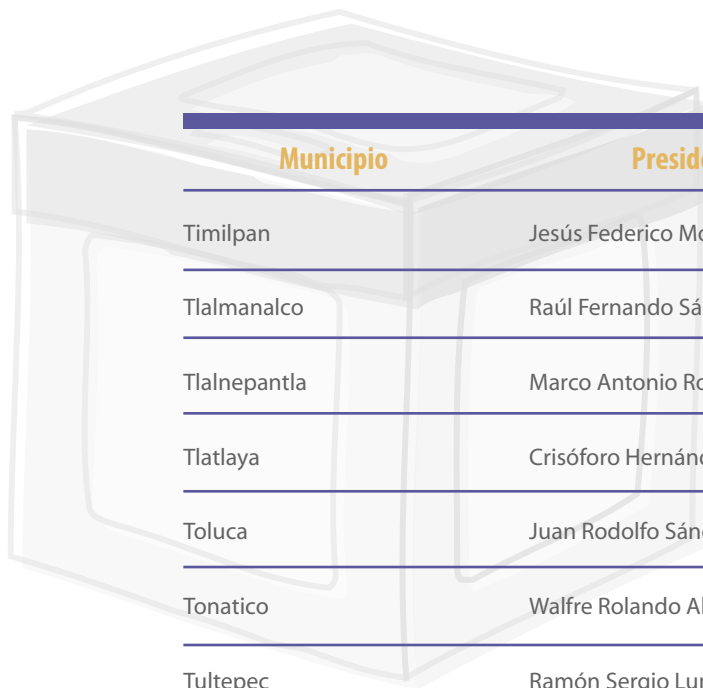 Municipio
Timilpan Jesús Federico
Tlalmanalco Raúl Fernando
Tlalnepantla Marco Antonio
Tlatlaya Crisóforo
Toluca Juan Rodolfo
Tonatico Walfre Rolando
Tultepec Ramón Sergio